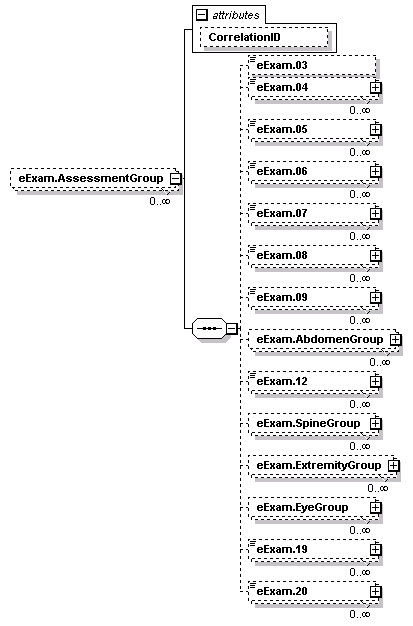 attributes
CorrelationID
eExam.03
eExam.04
0..∞
eExam.05
0..∞
eExam.06
0..∞
eExam.AssessmentGroup
0..∞
eExam.07
0..∞
eExam.08
0..∞
eExam.09
0..∞
eExam.AbdomenGroup
0..∞
eExam.12
0..∞
eExam.SpineGroup
0..∞
eExam.ExtremityGroup
0..∞
eExam.EyeGroup
0..∞
eExam.19
0..∞
eExam.20
0..∞